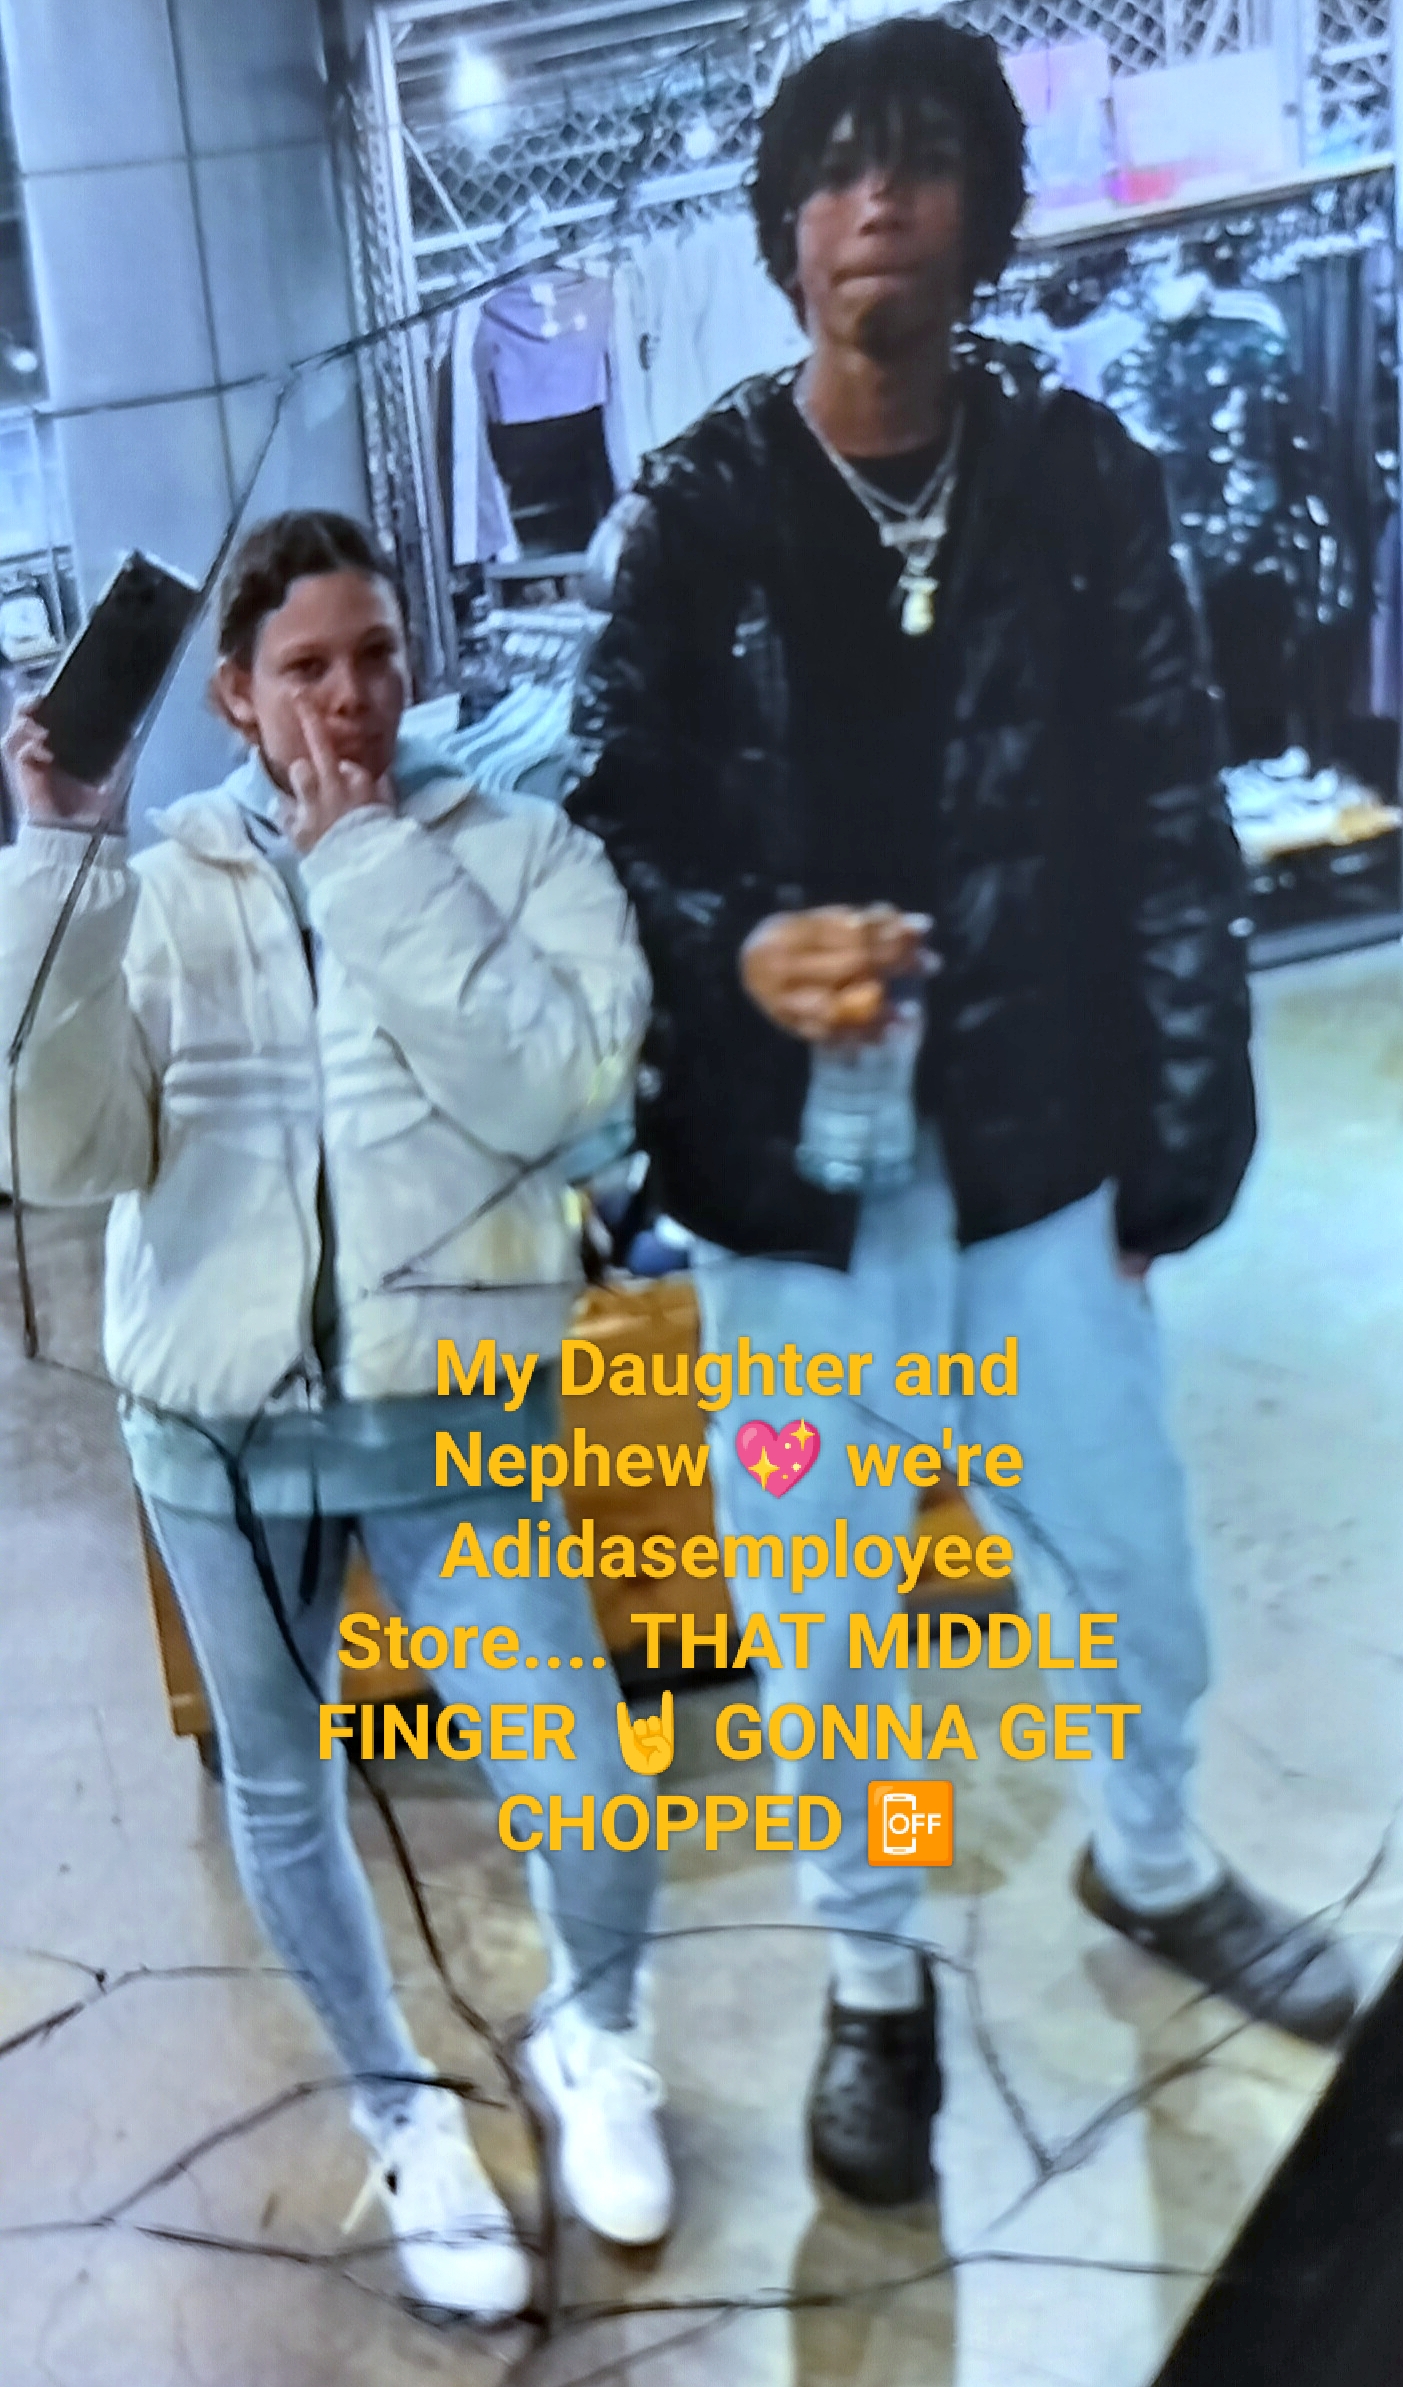 My Daughter and
Nephew 💖 we're
Adidasemployee
Store.... THAT MIDDLE
FINGER 🤘 GONNA GET
CHOPPED 📴